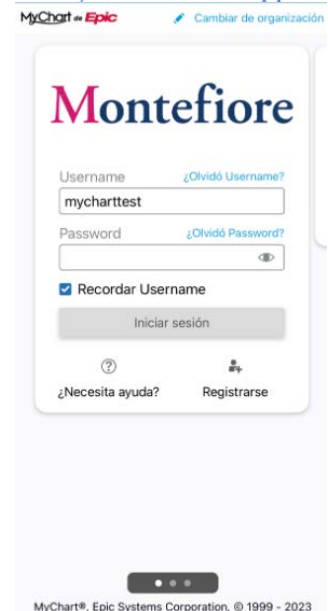 MyChart de Epic Cambiar de organización
Montefiore
Username ¿Olvidó Username?
mycharttest
Password ¿Olvidó Password?
Recordar Username
Iniciar sesión
¿Necesita ayuda? Registrarse
MyChart®, Epic Systems Corporation, © 1999 - 2023